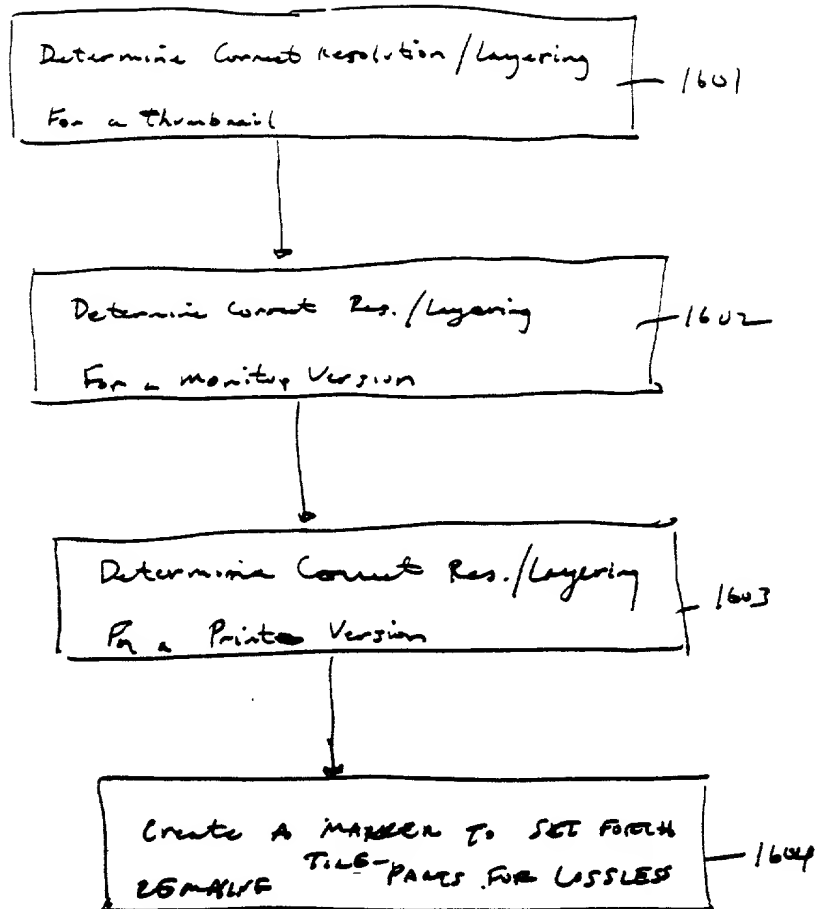 Determine Correct Resolution/Layering
1601
For a thumbnail
Determine Correct Res./Layering
1602
For a Monitor Version
Determine Correct Res./Layering
1603
For a Print Version
Create A MARKER To SET FORTH
TILE-PARTS FOR LOSSLESS
1604